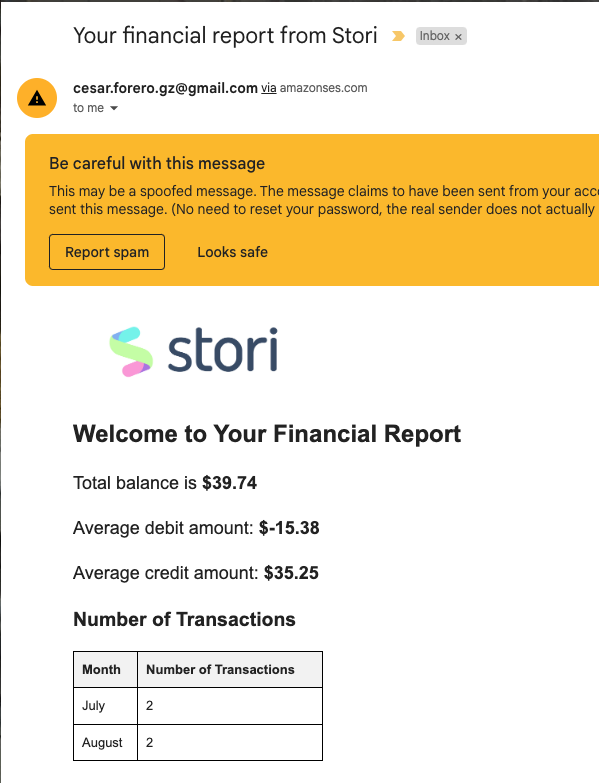 Your financial report from Stori Inbox ×
cesar.forero.gz@gmail.com via amazonses.com
to me
Be careful with this message
This may be a spoofed message. The message claims to have been sent from your
sent this message. (No need to reset your password, the real sender does not actually
Report spam Looks safe
stori
Welcome to Your Financial Report
Total balance is $39.74
Average debit amount: $-15.38
Average credit amount: $35.25
Number of Transactions
Month Number of Transactions
July 2
August 2